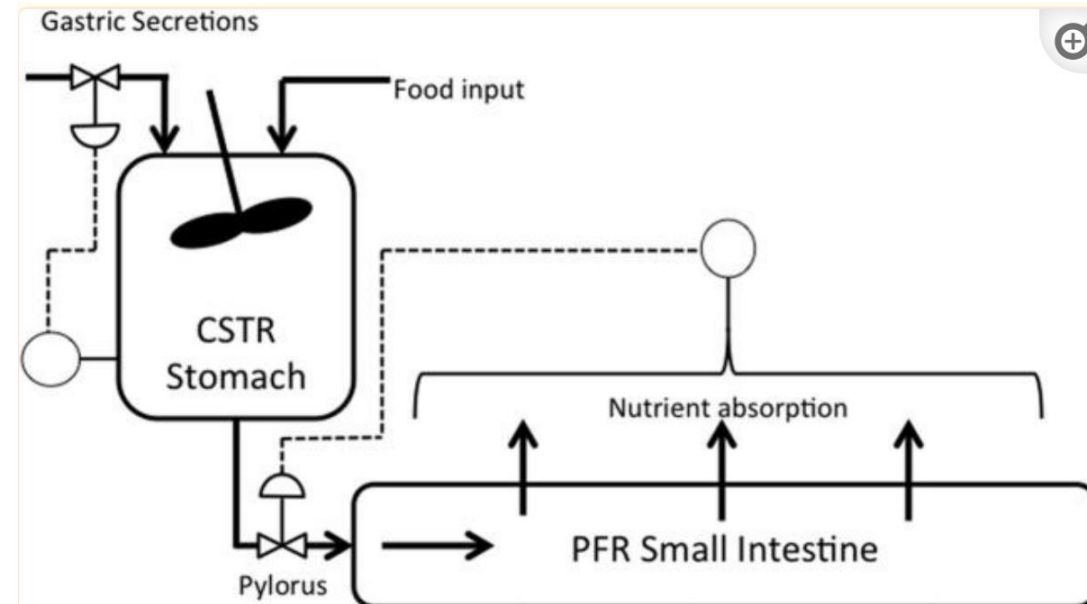 Gastric Secretions
Food input
CSTR
Stomach
Nutrient absorption
PFR Small Intestine
Pylorus